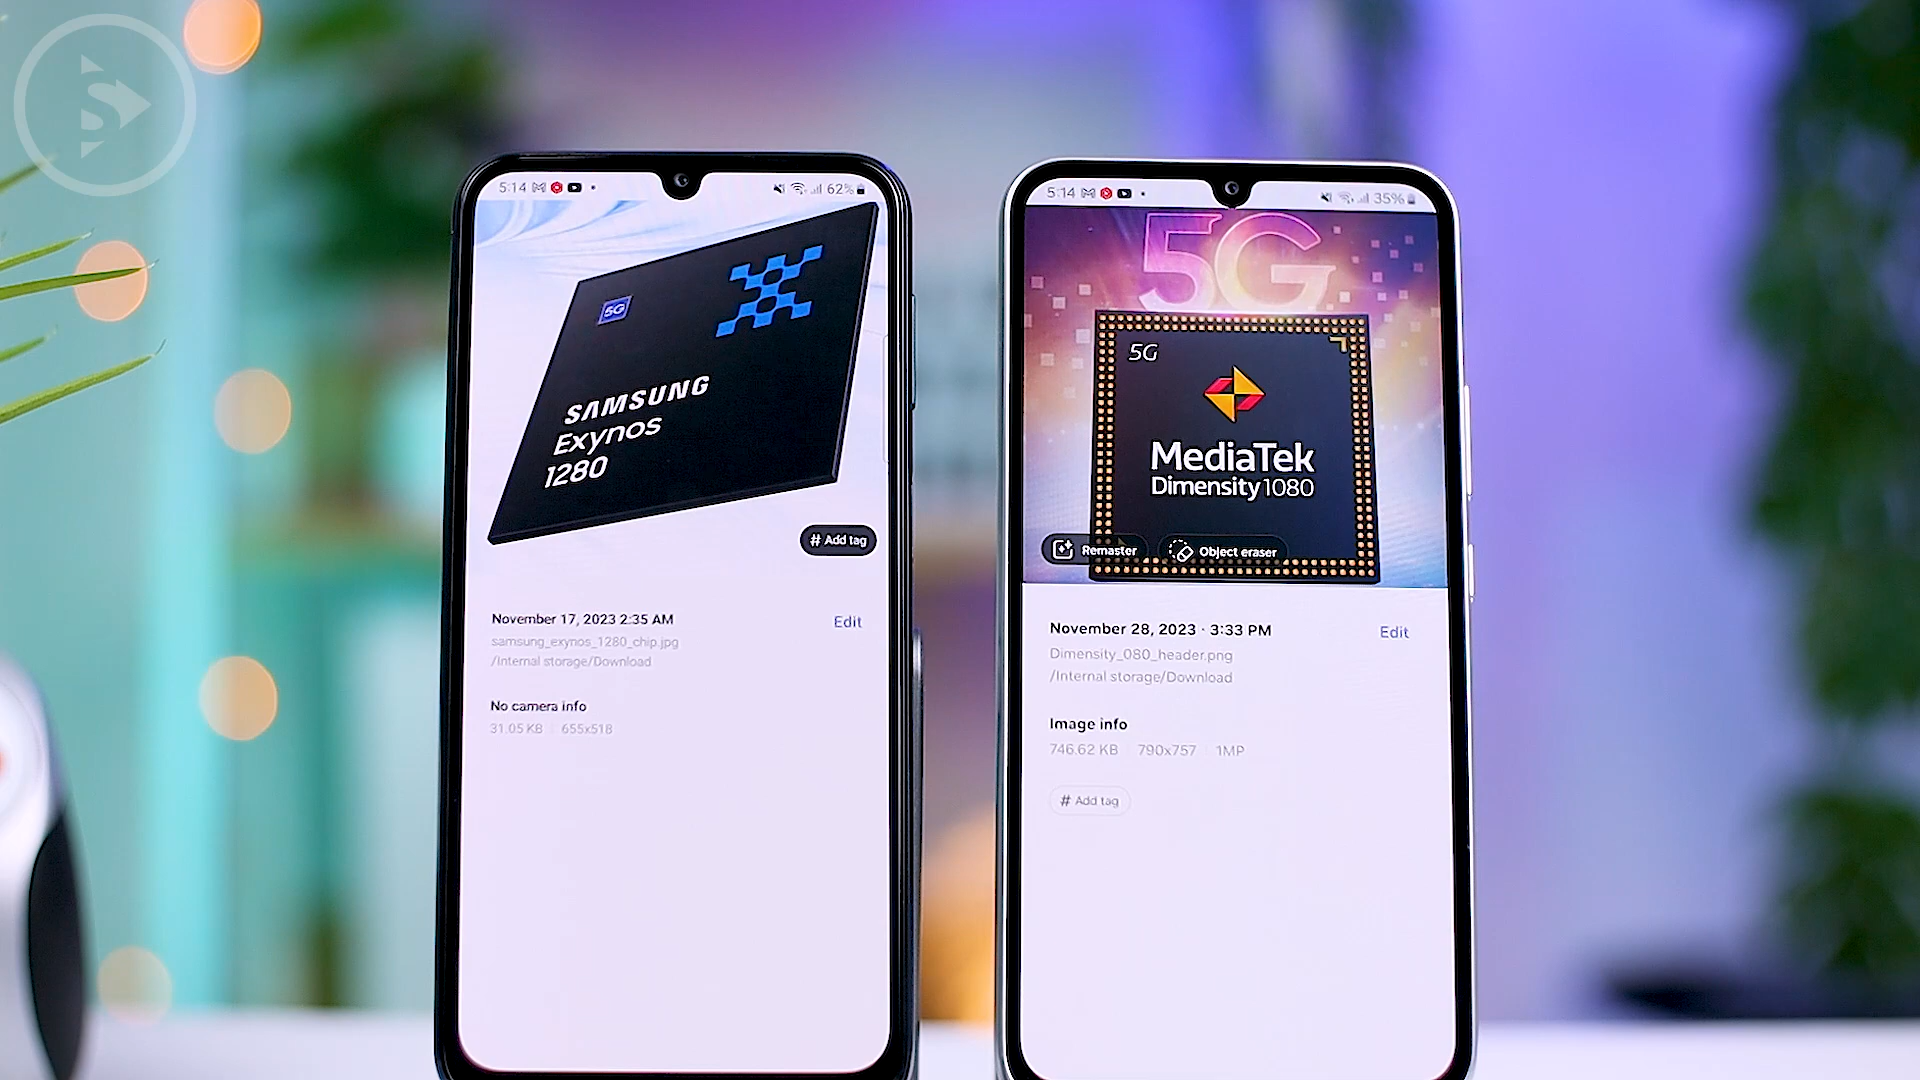 S
5:14
62%
5G
SAMSUNG
Exynos
1280
# Add tag
November 17, 2023 2:35 AM
Edit
samsung_exynos_1280_chip.jpg
/Internal storage/Download
No camera info
31.05 KB 655x518
5:14
35%
5G
5G
MediaTek
Dimensity 1080
Remaster
Object eraser
November 28, 2023 · 3:33 PM
Edit
Dimensity_080_header.png
/Internal storage/Download
Image info
746.62 KB 790x757 1MP
# Add tag